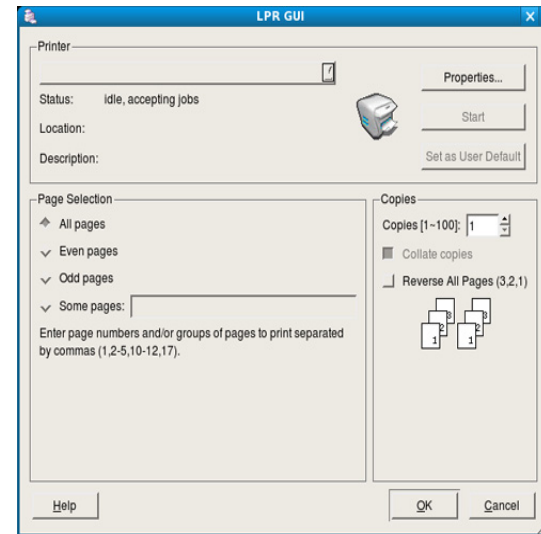 LPR GUI
Printer
Properties...
Status: idle, accepting jobs
Start
Location:
Set as User Default
Description:
Page Selection
All pages
Even pages
Odd pages
Some pages:
Enter page numbers and/or groups of pages to print separated
by commas (1,2-5,10-12,17).
Copies
Copies [1~100]: 1
Collate copies
Reverse All Pages (3,2,1)
3 3
2 2
1 1
Help
OK
Cancel